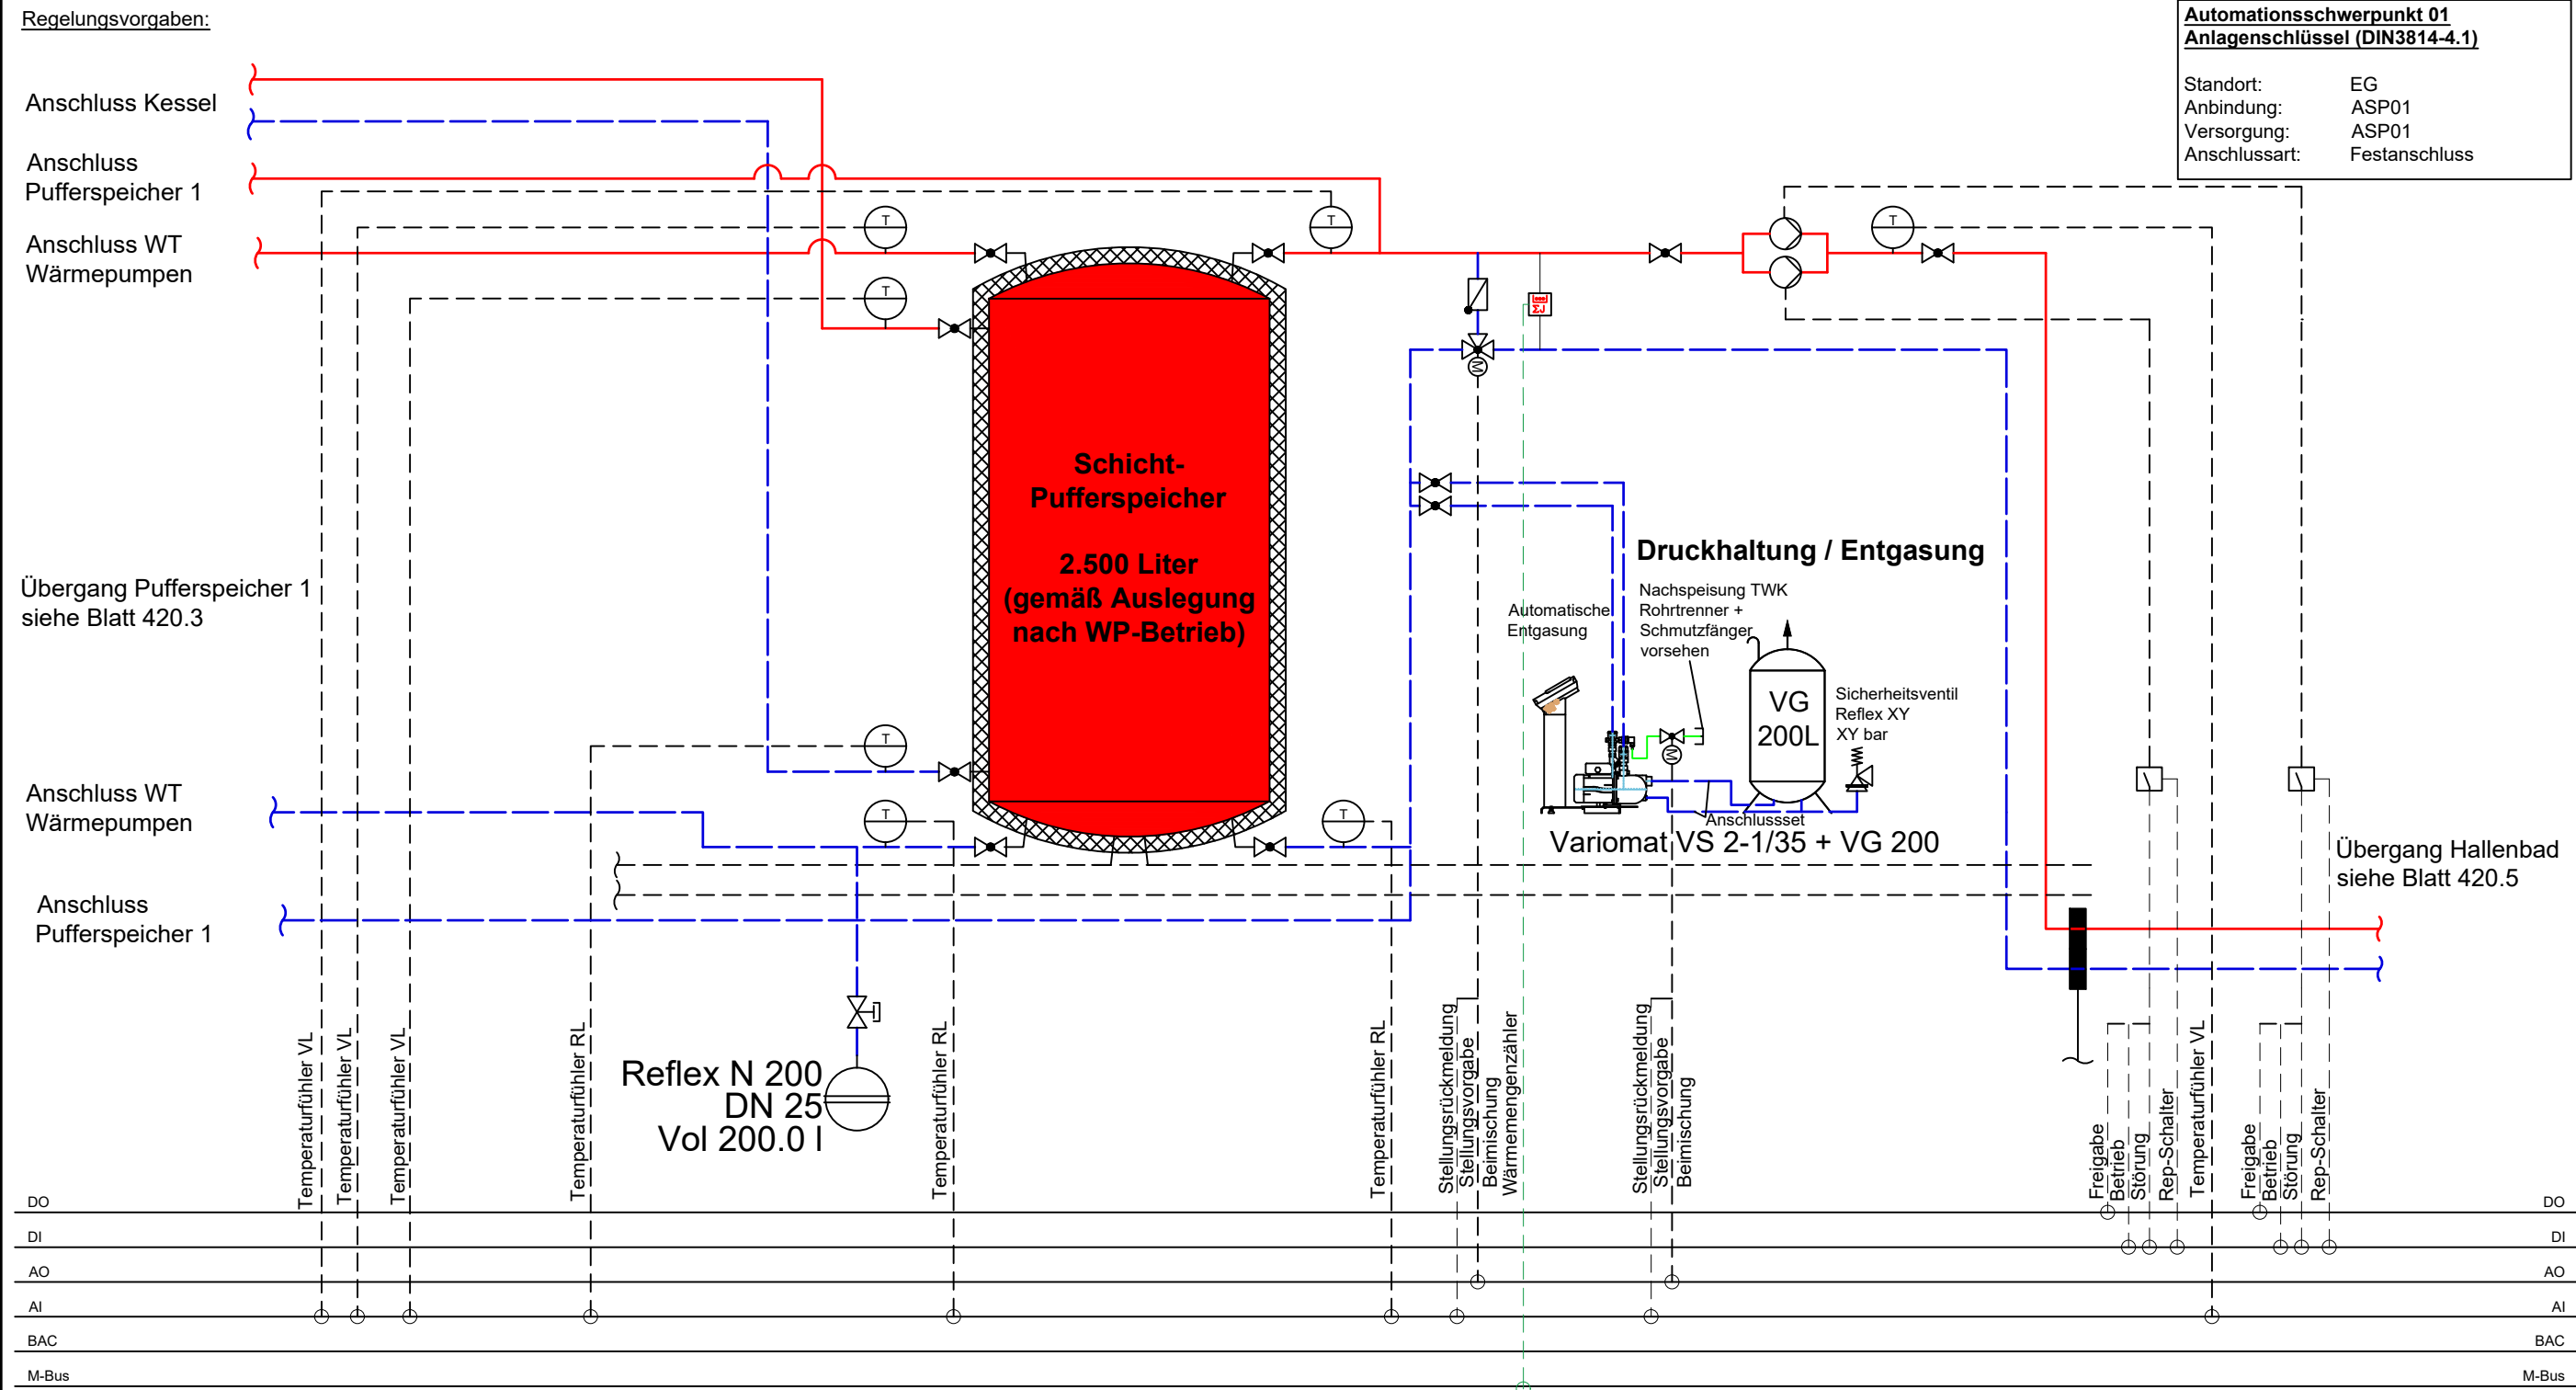 Regelungsvorgaben:
Automationsschwerpunkt 01
Anlagenschlüssel (DIN3814-4.1)
Standort: EG
Anbindung: ASP01
Versorgung: ASP01
Anschlussart: Festanschluss
Anschluss Kessel
Anschluss
Pufferspeicher 1
Anschluss WT
Wärmepumpen
T
T
T
T
ΣJ
M
Schicht-
Pufferspeicher
2.500 Liter
(gemäß Auslegung
nach WP-Betrieb)
Übergang Pufferspeicher 1
siehe Blatt 420.3
Druckhaltung / Entgasung
Automatische
Entgasung
Nachspeisung TWK
Rohrtrenner +
Schmutzfänger
vorsehen
VG
200L
Sicherheitsventil
Reflex XY
XY bar
M
Anschlussset
Variomat VS 2-1/35 + VG 200
T
T
T
Anschluss WT
Wärmepumpen
Anschluss
Pufferspeicher 1
Übergang Hallenbad
siehe Blatt 420.5
Reflex N 200
DN 25
Vol 200.0 l
Temperaturfühler VL
Temperaturfühler VL
Temperaturfühler VL
Temperaturfühler RL
Temperaturfühler RL
Temperaturfühler RL
Stellungsrückmeldung
Stellungsvorgabe
Beimischung
Wärmemengenzähler
Stellungsrückmeldung
Stellungsvorgabe
Beimischung
Freigabe
Betrieb
Störung
Rep-Schalter
Temperaturfühler VL
Freigabe
Betrieb
Störung
Rep-Schalter
DO DO
DI DI
AO AO
AI AI
BAC BAC
M-Bus M-Bus